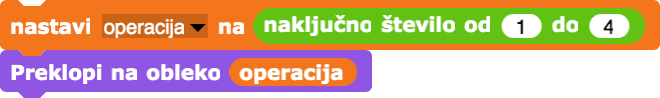 nastavi operacija na naključno število od 1 do 4
Preklopi na obleko operacija